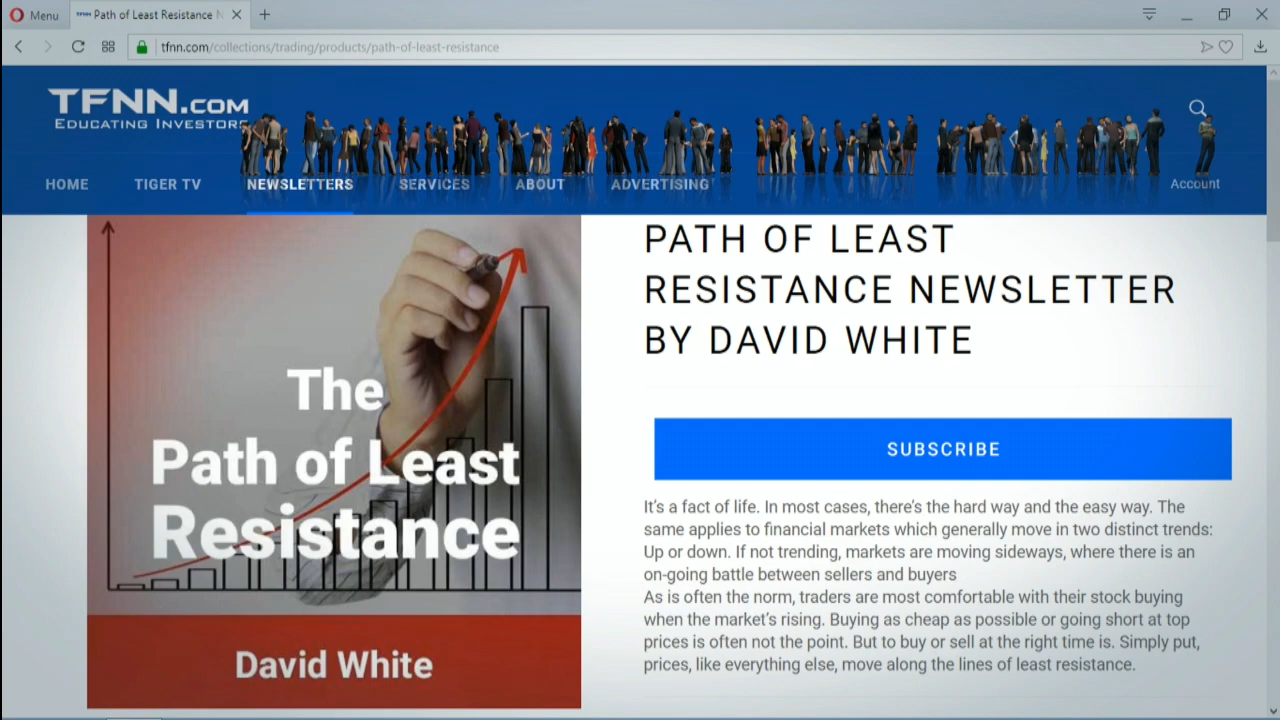 Menu
TFNN Path of Least Resistance N
tfnn.com/collections/trading/products/path-of-least-resistance
TFNN.COM
EDUCATING INVESTORS
HOME TIGER TV NEWSLETTERS SERVICES ABOUT ADVERTISING Account
PATH OF LEAST
RESISTANCE NEWSLETTER
BY DAVID WHITE
The
Path of Least
Resistance
David White
SUBSCRIBE
It's a fact of life. In most cases, there's the hard way and the easy way. The
same applies to financial markets which generally move in two distinct trends:
Up or down. If not trending, markets are moving sideways, where there is an
on-going battle between sellers and buyers
As is often the norm, traders are most comfortable with their stock buying
when the market's rising. Buying as cheap as possible or going short at top
prices is often not the point. But to buy or sell at the right time is. Simply put,
prices, like everything else, move along the lines of least resistance.